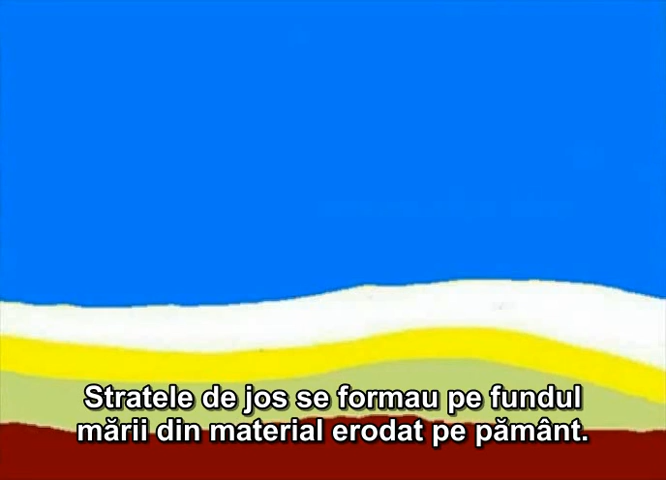 Stratele de jos se formau pe fundul
mării din material erodat pe pământ.